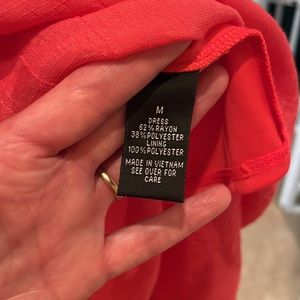 M
DRESS
62% RAYON
38% POLYESTER
LINING
100% POLYESTER
MADE IN VIETNAM
SEE OVER FOR
CARE